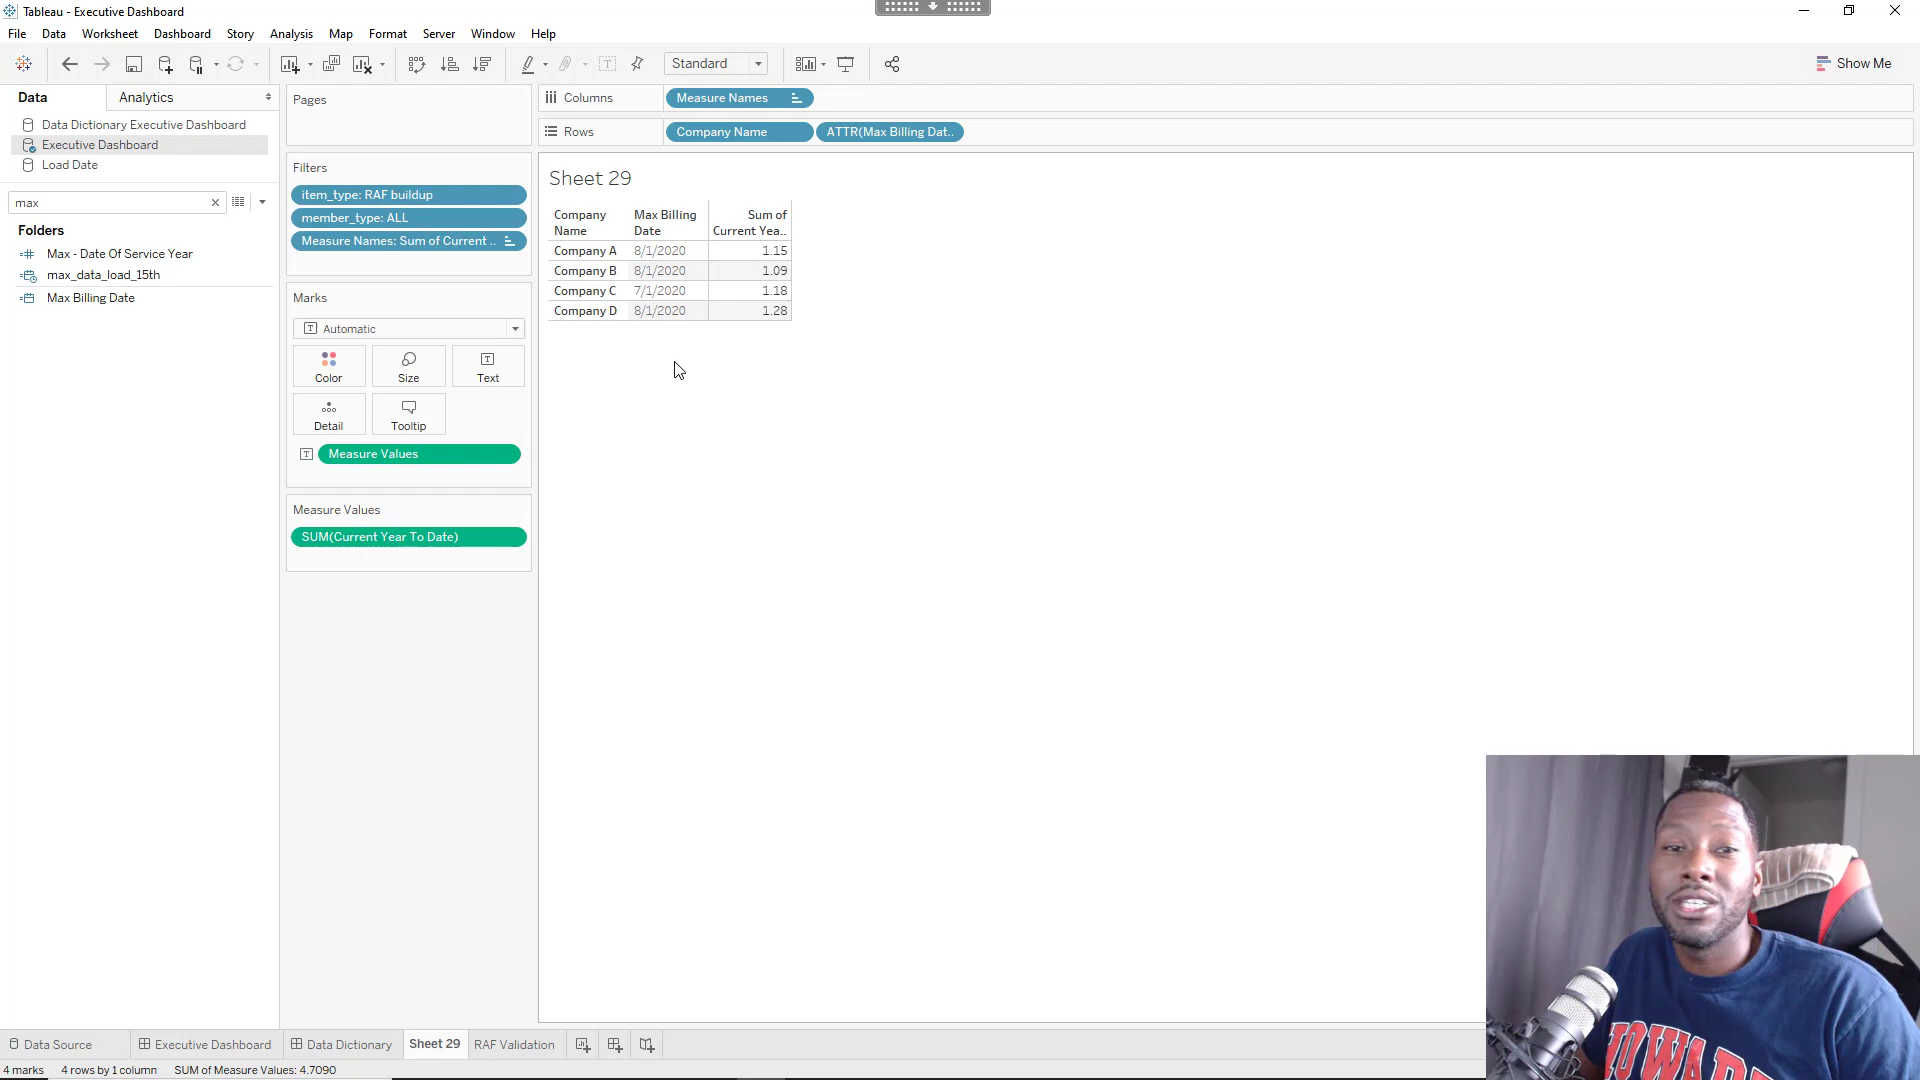 Tableau - Executive Dashboard
File Data Worksheet Dashboard Story Analysis Map Format Server Window Help
Standard
Show Me
Data Analytics
Data Dictionary Executive Dashboard
Executive Dashboard
Load Date
max
Folders
Max - Date Of Service Year
max_data_load_15th
Max Billing Date
Pages
Filters
item_type: RAF buildup
member_type: ALL
Measure Names: Sum of Current ..
Marks
Automatic
Color Size Text
Detail Tooltip
Measure Values
Measure Values
SUM(Current Year To Date)
Columns Measure Names
Rows Company Name ATTR(Max Billing Dat..
Sheet 29
Company Name Max Billing Date Sum of Current Yea..
Company A 8/1/2020 1.15
Company B 8/1/2020 1.09
Company C 7/1/2020 1.18
Company D 8/1/2020 1.28
HOWARD
Data Source Executive Dashboard Data Dictionary Sheet 29 RAF Validation
4 marks 4 rows by 1 column SUM of Measure Values: 4.7090